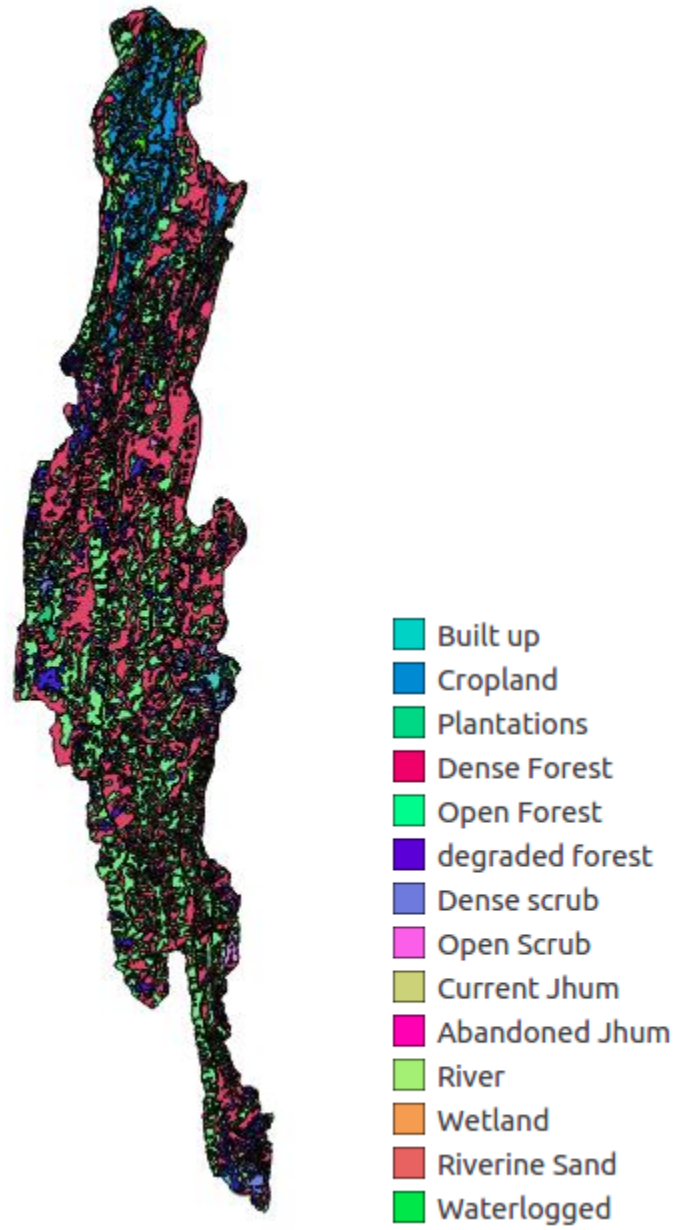 Built up
Cropland
Plantations
Dense Forest
Open Forest
degraded forest
Dense scrub
Open Scrub
Current Jhum
Abandoned Jhum
River
Wetland
Riverine Sand
Waterlogged